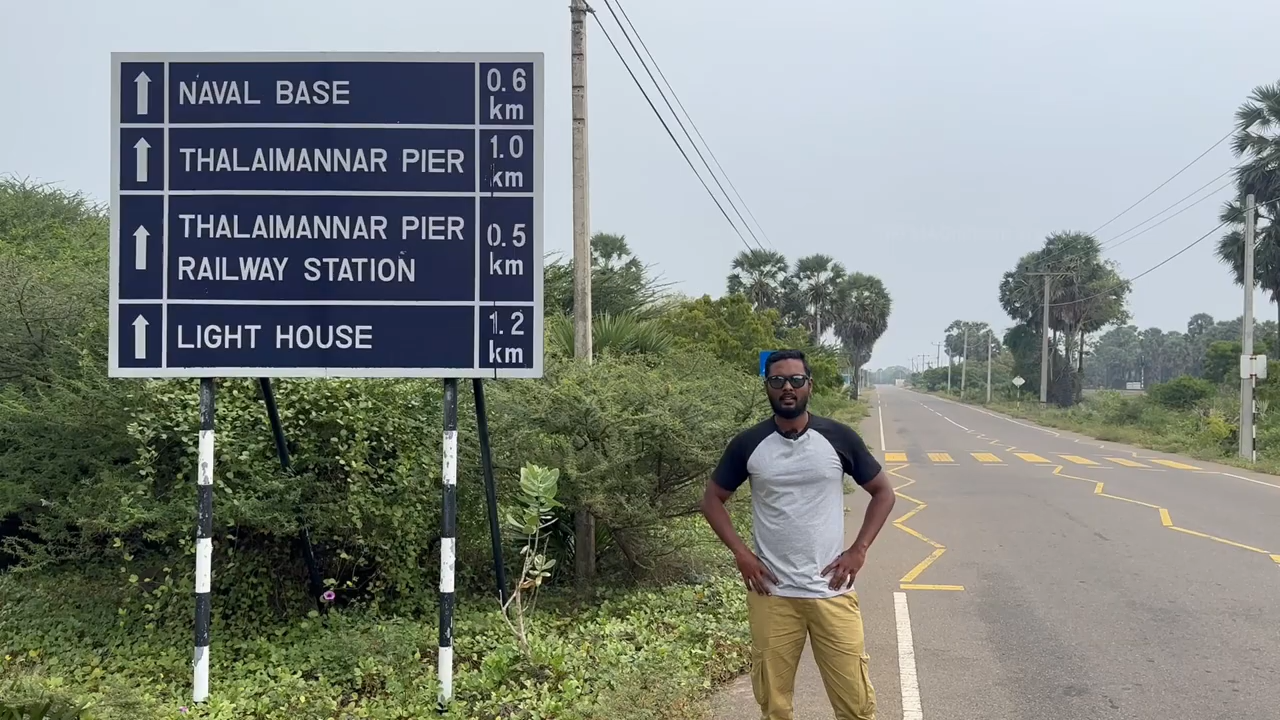 NAVAL BASE 0.6 km
THALAIMANNAR PIER 1.0 km
THALAIMANNAR PIER
RAILWAY STATION 0.5 km
LIGHT HOUSE 1.2 km